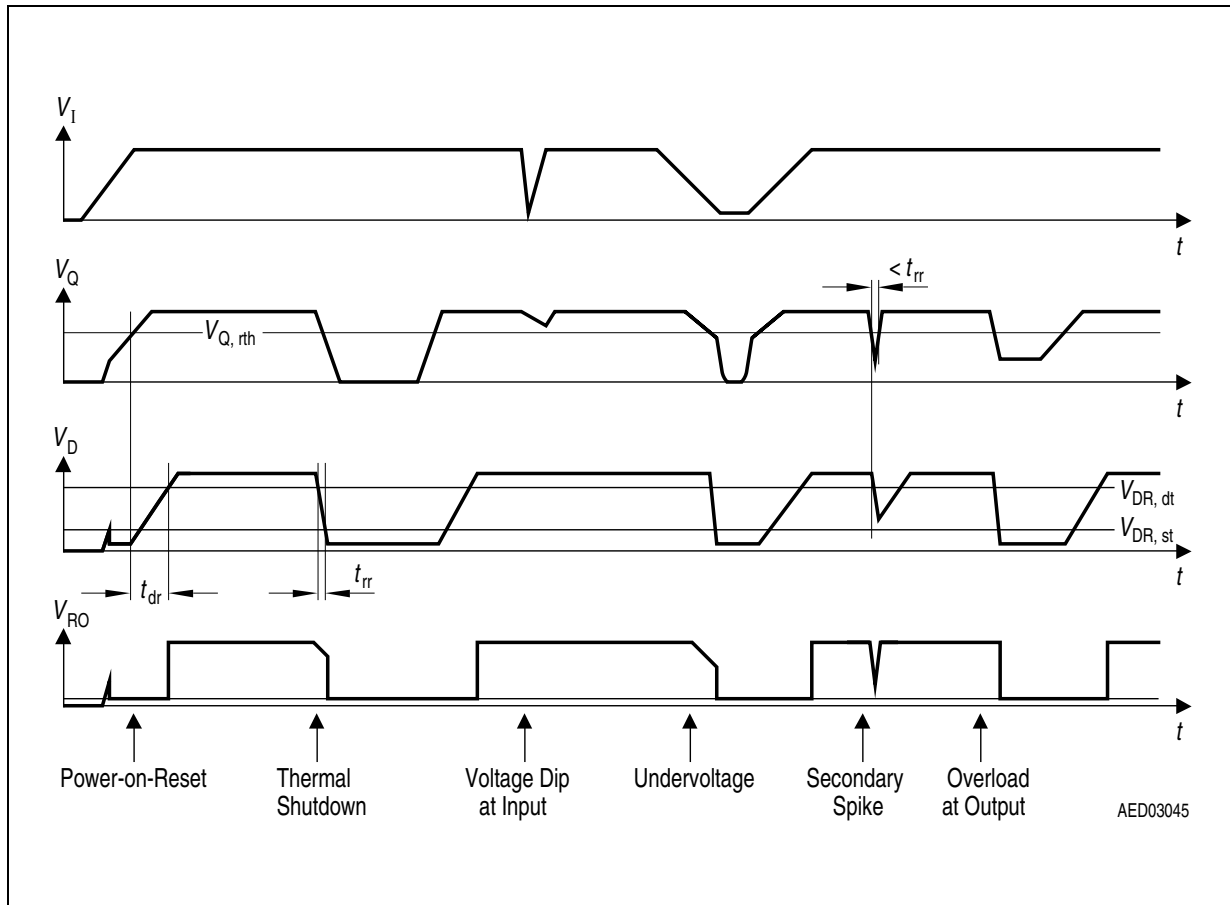 V_I
t
V_Q
< t_rr
V_Q, rth
t
V_D
V_DR, dt
V_DR, st
t
t_dr
t_rr
V_RO
t
Power-on-Reset
Thermal
Shutdown
Voltage Dip
at Input
Undervoltage
Secondary
Spike
Overload
at Output
AED03045